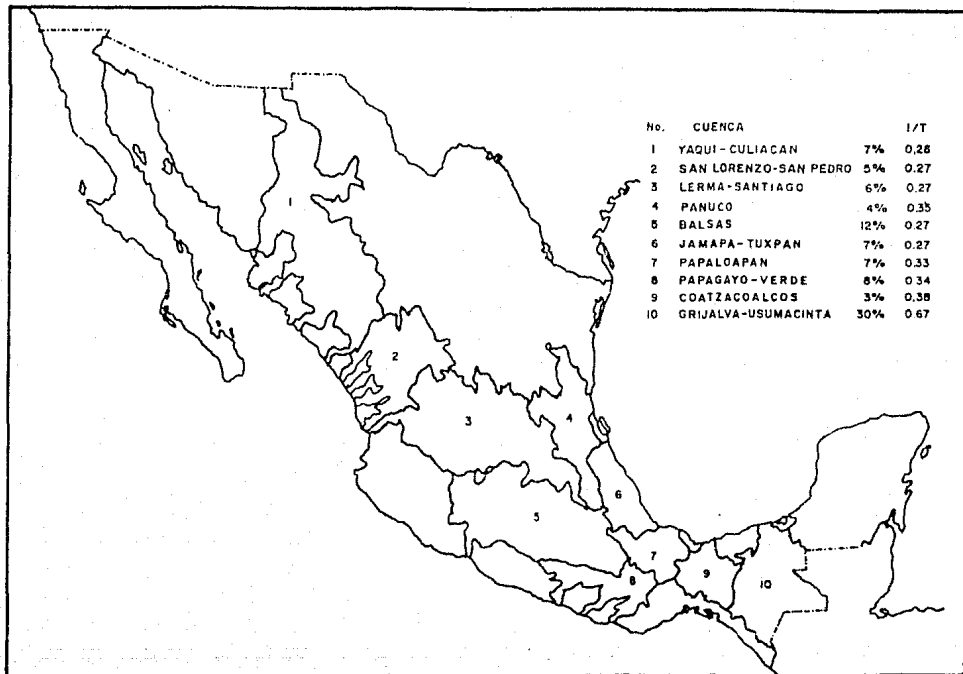 No. CUENCA I/T
1 YAQUI-CULIACAN 7% 0.28
2 SAN LORENZO-SAN PEDRO 5% 0.27
3 LERMA-SANTIAGO 6% 0.27
4 PANUCO 4% 0.35
5 BALSAS 12% 0.27
6 JAMAPA-TUXPAN 7% 0.27
7 PAPALOAPAN 7% 0.33
8 PAPAGAYO-VERDE 8% 0.34
9 COATZACOALCOS 3% 0.38
10 GRIJALVA-USUMACINTA 30% 0.67
1
2
3
4
5
6
7
8
9
10